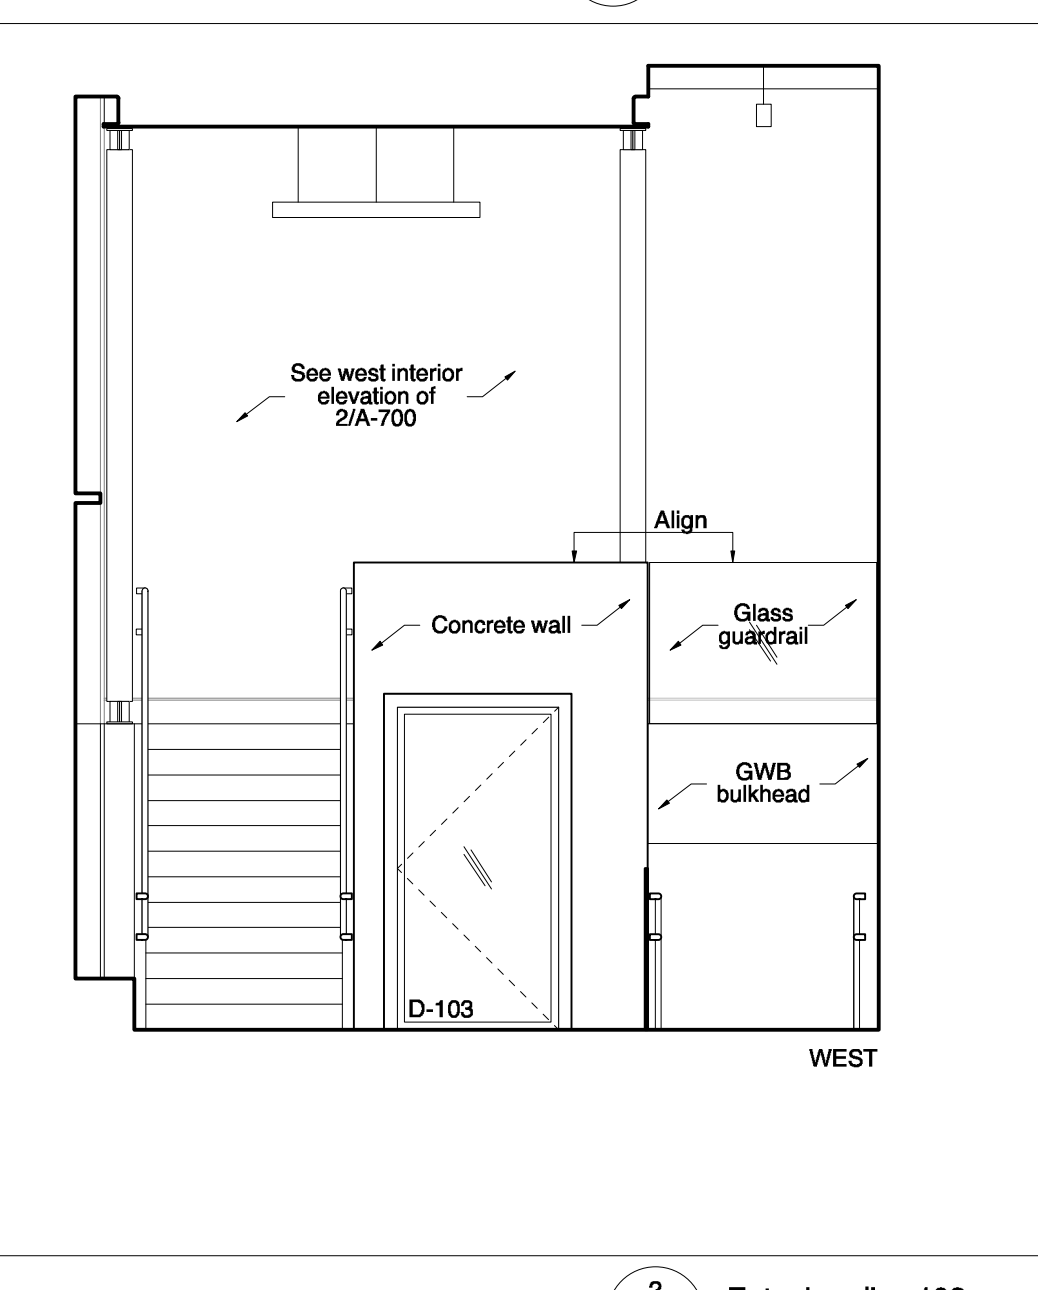 See west interior
elevation of
2/A-700
Align
Concrete wall
Glass
guardrail
GWB
bulkhead
D-103
WEST